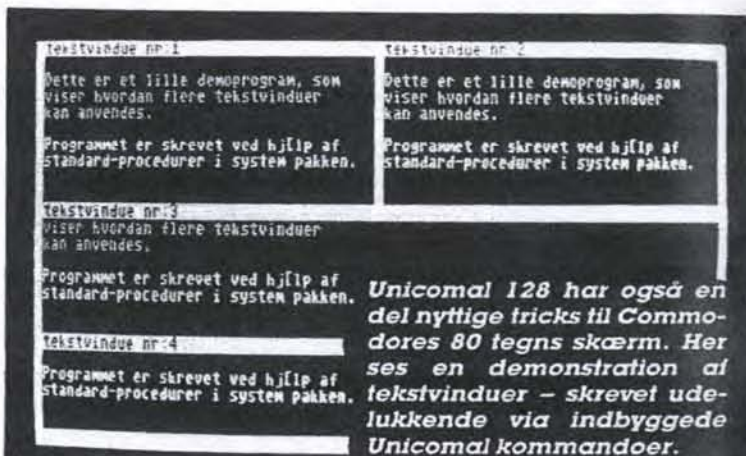 tekstvindue nr:1
Dette er et lille demoprogram, som
viser hvordan flere tekstvinduer
kan anvendes.
Programmet er skrevet ved hj[lp af
standard-procedurer i system pakken.
tekstvindue nr:2
Dette er et lille demoprogram, som
viser hvordan flere tekstvinduer
kan anvendes.
Programmet er skrevet ved hj[lp af
standard-procedurer i system pakken.
tekstvindue nr:3
viser hvordan flere tekstvinduer
kan anvendes.
Programmet er skrevet ved hj[lp af
standard-procedurer i system pakken.
tekstvindue nr:4
Programmet er skrevet ved hj[lp af
standard-procedurer i system pakken.
Unicomal 128 har også en
del nyttige tricks til Commo-
dores 80 tegns skærm. Her
ses en demonstration af
tekstvinduer – skrevet ude-
lukkende via indbyggede
Unicomal kommandoer.